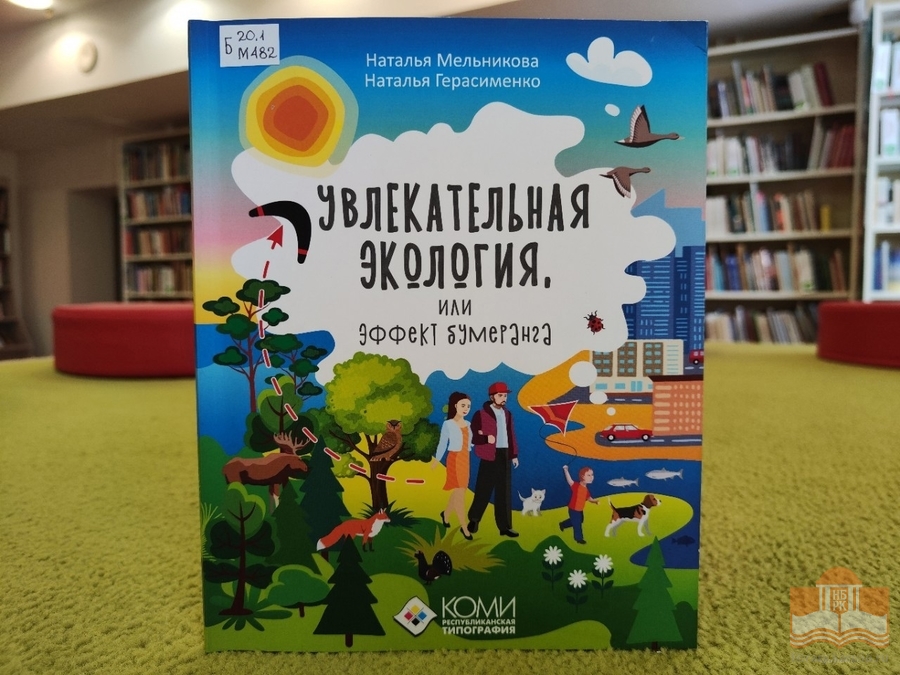 Б 20.1
М482
Наталья Мельникова
Наталья Герасименко
УВЛЕКАТЕЛЬНАЯ
ЭКОЛОГИЯ,
ИЛИ
ЭФФЕКТ БУМЕРАНГА
КОМИ
РЕСПУБЛИКАНСКАЯ
ТИПОГРАФИЯ
НБ
РК